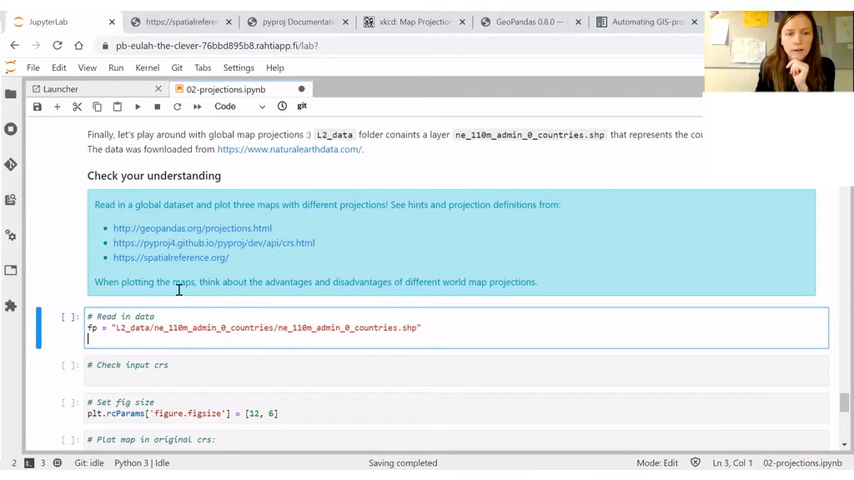 JupyterLab
https://spatialrefere
pyproj Documentati
xkcd: Map Projection
GeoPandas 0.8.0 —
Automating GIS-pro
pb-eulah-the-clever-76bbd895b8.rahtiapp.fi/lab?
File Edit View Run Kernel Git Tabs Settings Help
Launcher
02-projections.ipynb
Code
git
Finally, let's play around with global map projections :) L2_data folder conaints a layer ne_110m_admin_0_countries.shp that represents the cou
The data was fownloaded from https://www.naturalearthdata.com/.
Check your understanding
Read in a global dataset and plot three maps with different projections! See hints and projection definitions from:
• http://geopandas.org/projections.html
• https://pyproj4.github.io/pyproj/dev/api/crs.html
• https://spatialreference.org/
When plotting the maps, think about the advantages and disadvantages of different world map projections.
[ ]: # Read in data
fp = "L2_data/ne_110m_admin_0_countries/ne_110m_admin_0_countries.shp"
[ ]: # Check input crs
[ ]: # Set fig size
plt.rcParams['figure.figsize'] = [12, 6]
[ ]: # Plot map in original crs:
2 3 Git: idle Python 3 | Idle Saving completed Mode: Edit Ln 3, Col 1 02-projections.ipynb